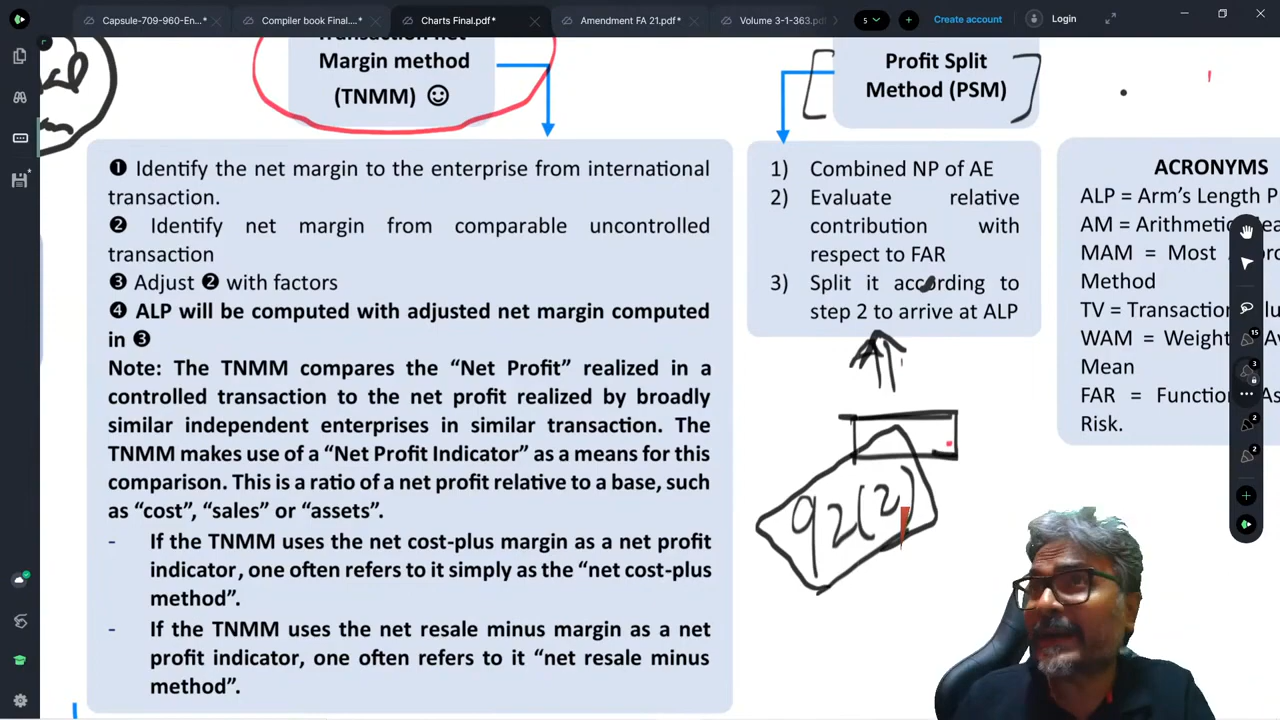 Capsule-709-960-En...*
Compiler book Final....*
Charts Final.pdf*
Amendment FA 21.pdf*
Volume 3-1-363.pd
5
Create account
Login
Margin method
(TNMM) ☺
Profit Split
Method (PSM)
❶ Identify the net margin to the enterprise from international
transaction.
❷ Identify net margin from comparable uncontrolled
transaction
❸ Adjust ❷ with factors
❹ ALP will be computed with adjusted net margin computed
in ❸
Note: The TNMM compares the “Net Profit” realized in a
controlled transaction to the net profit realized by broadly
similar independent enterprises in similar transaction. The
TNMM makes use of a “Net Profit Indicator” as a means for this
comparison. This is a ratio of a net profit relative to a base, such
as “cost”, “sales” or “assets”.
- If the TNMM uses the net cost-plus margin as a net profit
indicator, one often refers to it simply as the “net cost-plus
method”.
- If the TNMM uses the net resale minus margin as a net
profit indicator, one often refers to it “net resale minus
method”.
1) Combined NP of AE
2) Evaluate relative
contribution with
respect to FAR
3) Split it according to
step 2 to arrive at ALP
92(2)
ACRONYMS
ALP = Arm’s Length P
AM = Arithmetic
MAM = Most
Method
TV = Transaction
WAM = Weight
Mean
FAR = Function
Risk.
15
3
2
2